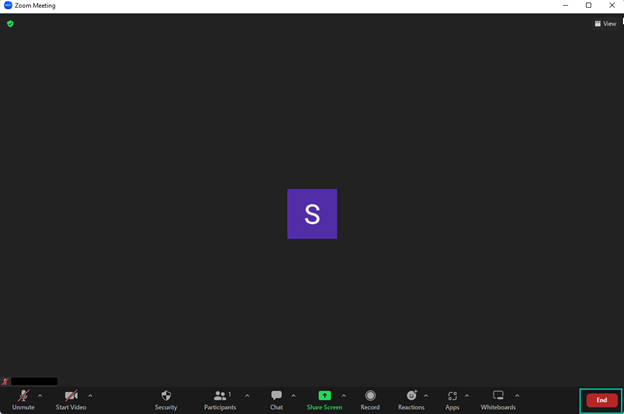 Zoom Meeting
View
S
1
Unmute
Start Video
Security
Participants
Chat
Share Screen
Record
Reactions
Apps
Whiteboards
End